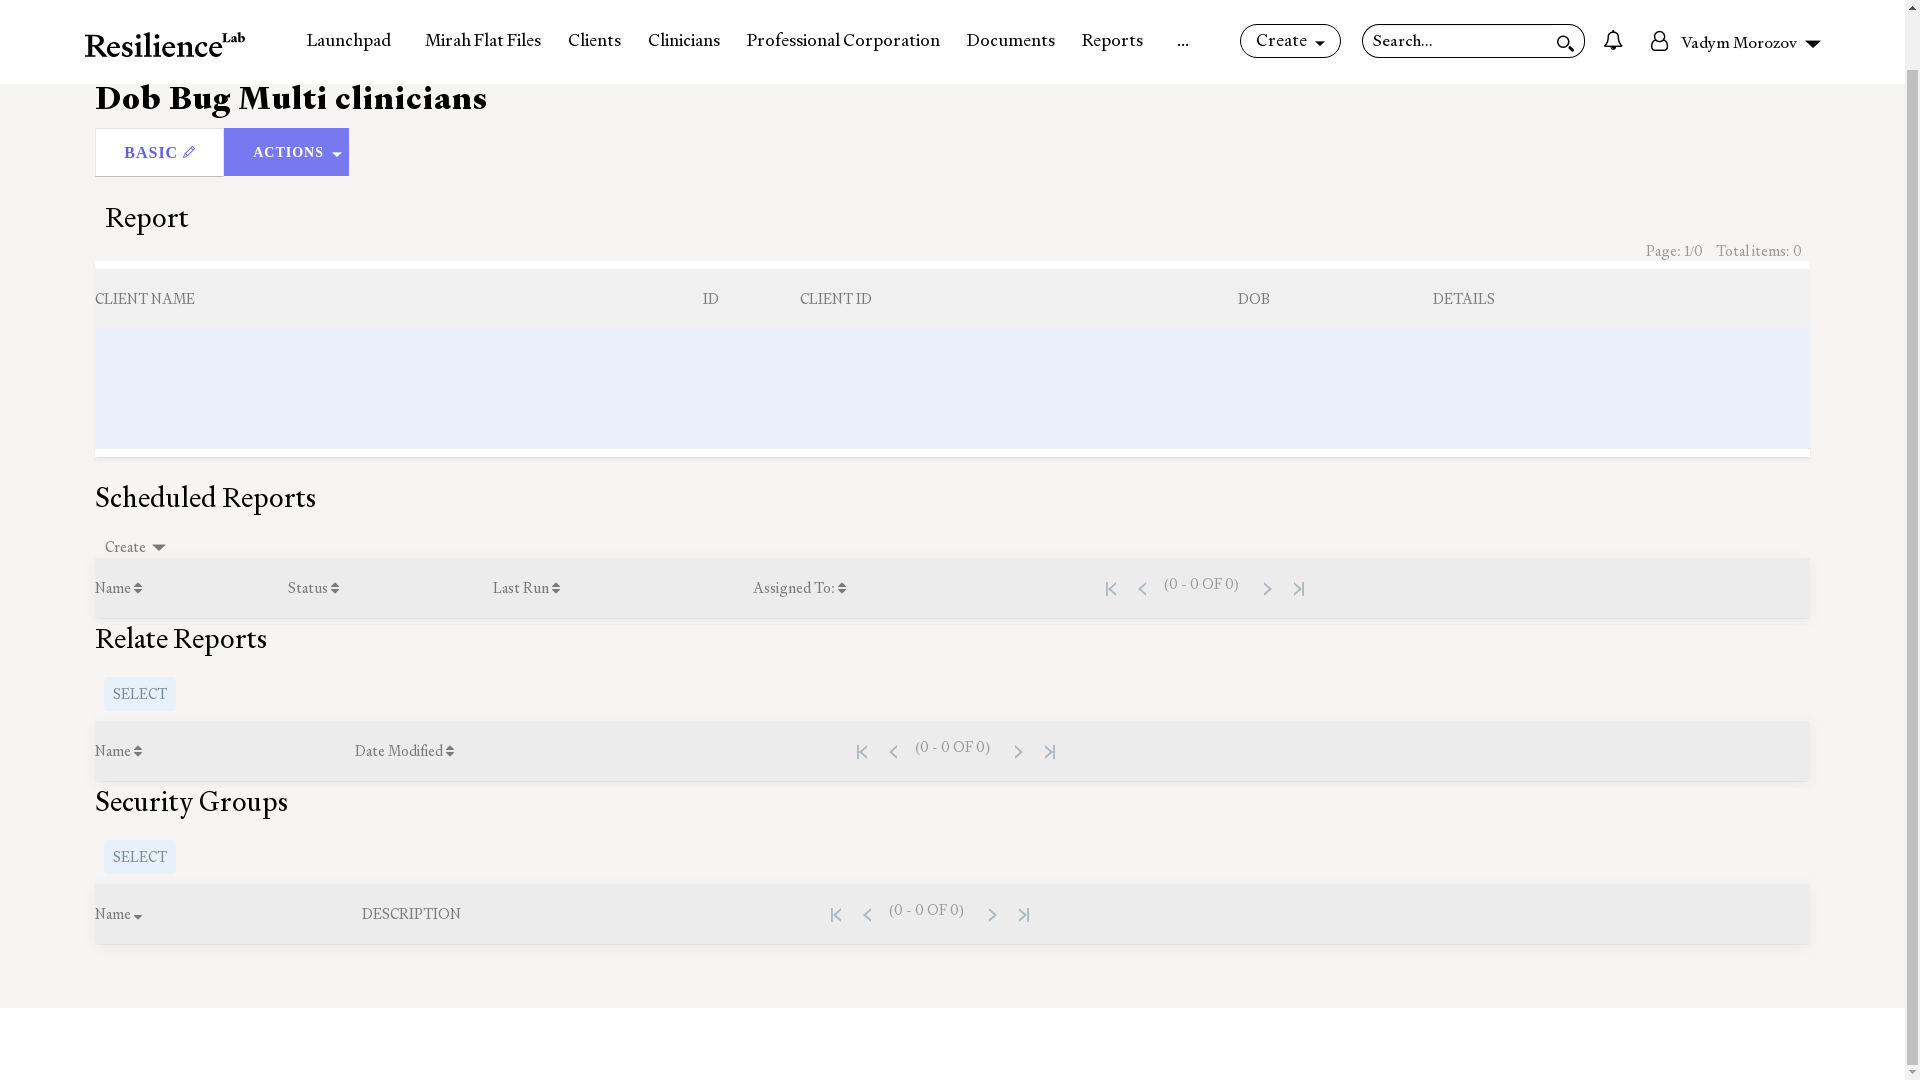 ResilienceLab Launchpad Mirah Flat Files Clients Clinicians Professional Corporation Documents Reports ... Create Search... Vadym Morozov
Dob Bug Multi clinicians
BASIC ACTIONS
Report
Page: 1/0 Total items: 0
CLIENT NAME ID CLIENT ID DOB DETAILS
Scheduled Reports
Create
Name Status Last Run Assigned To: (0 - 0 OF 0)
Relate Reports
SELECT
Name Date Modified (0 - 0 OF 0)
Security Groups
SELECT
Name DESCRIPTION (0 - 0 OF 0)